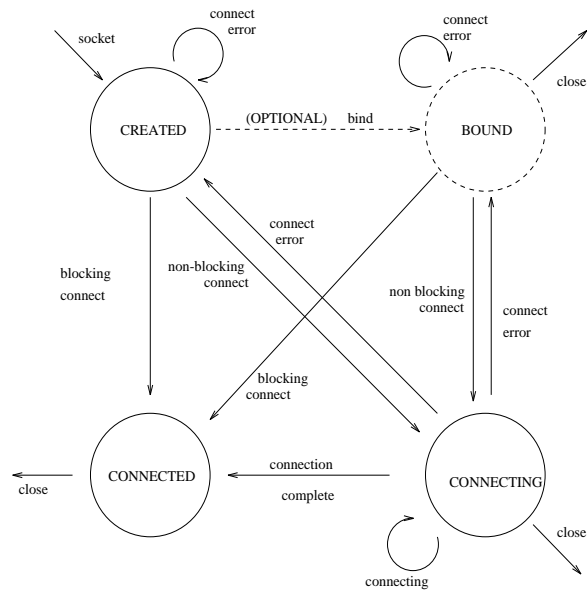 connect
error
connect
error
socket
close
(OPTIONAL) bind
CREATED
BOUND
connect
error
blocking
connect
non-blocking
connect
non blocking
connect
connect
error
blocking
connect
CONNECTED
connection
complete
CONNECTING
close
close
connecting